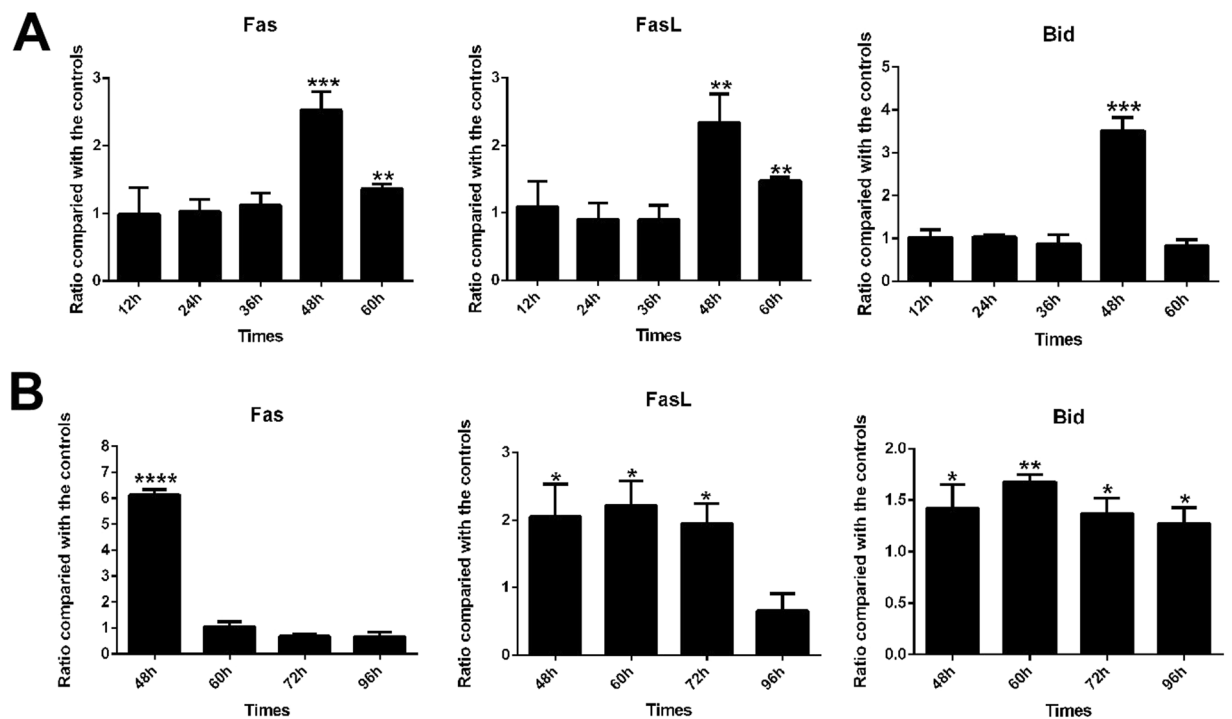 A
Fas
Ratio comparied with the controls
3
2
1
0
***
**
12h
24h
36h
48h
60h
Times
FasL
Ratio comparied with the controls
3
2
1
0
**
**
12h
24h
36h
48h
60h
Times
Bid
Ratio comparied with the controls
5
4
3
2
1
0
***
12h
24h
36h
48h
60h
Times
B
Fas
Ratio comparied with the controls
8
7
6
5
4
3
2
1
0
****
48h
60h
72h
96h
Times
FasL
Ratio comparied with the controls
3
2
1
0
*
*
*
48h
60h
72h
96h
Times
Bid
Ratio comparied with the controls
2.0
1.5
1.0
0.5
0.0
*
**
*
*
48h
60h
72h
96h
Times